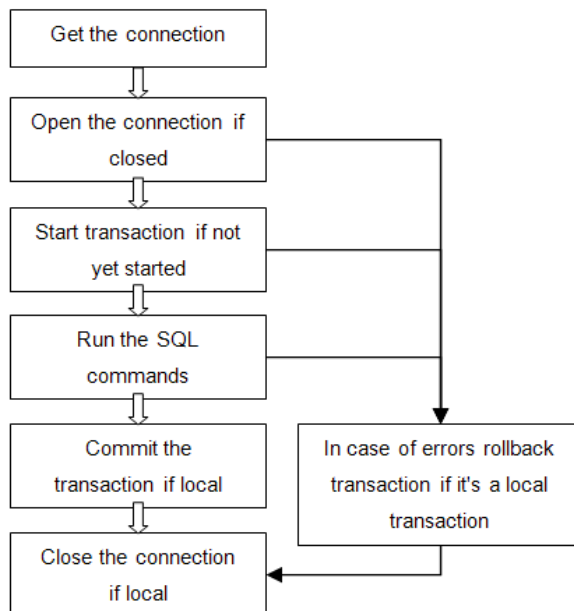 Get the connection
Open the connection if
closed
Start transaction if not
yet started
Run the SQL
commands
Commit the
transaction if local
In case of errors rollback
transaction if it's a local
transaction
Close the connection
if local